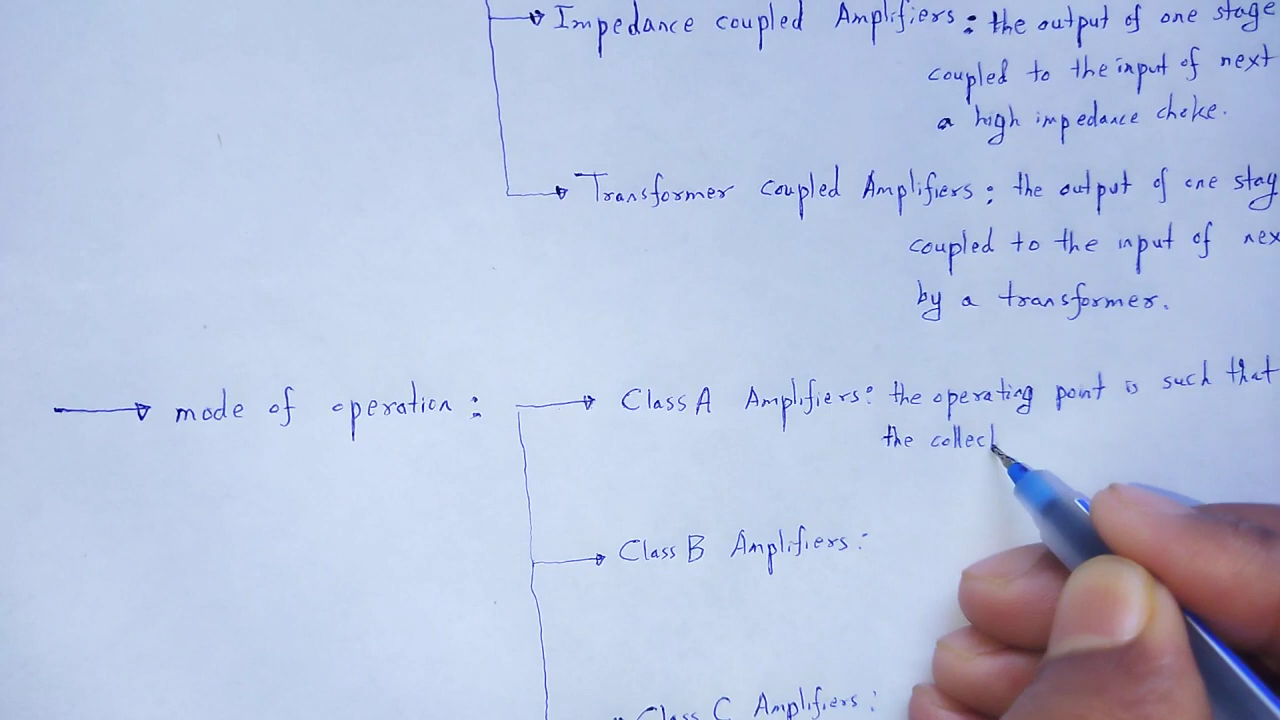 Impedance coupled Amplifiers: the output of one stage
coupled to the input of next
a high impedance choke.
Transformer coupled Amplifiers: the output of one stag
coupled to the input of nex
by a transformer.
mode of operation:
Class A Amplifiers: the operating point is such that
the collect
Class B Amplifiers:
Class C Amplifiers: